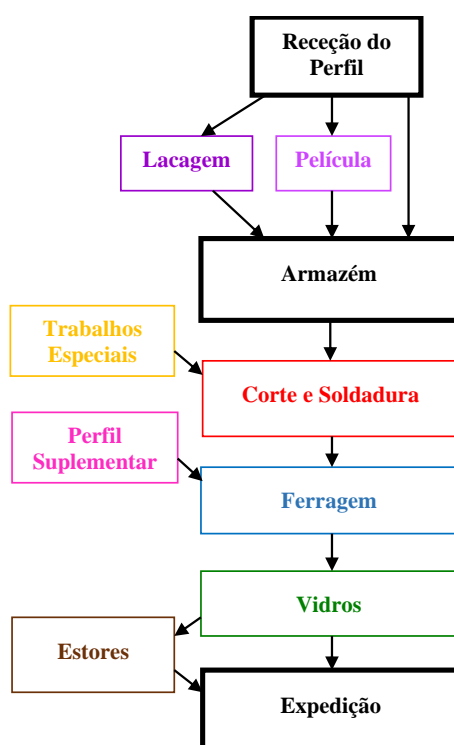 Receção do
Perfil
Lacagem
Película
Armazém
Trabalhos
Especiais
Corte e Soldadura
Perfil
Suplementar
Ferragem
Vidros
Estores
Expedição